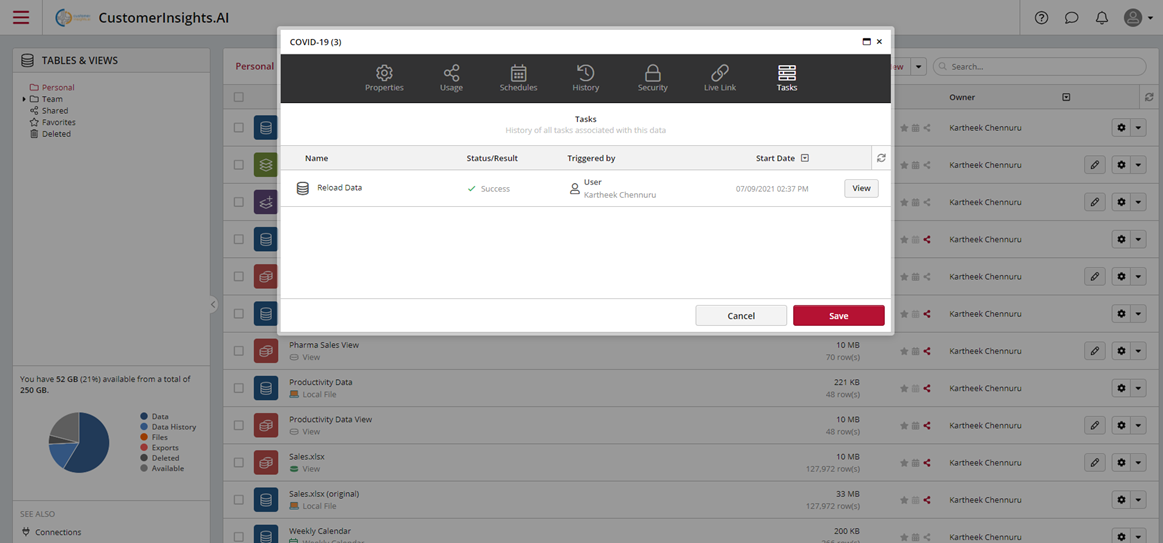 CustomerInsights.AI
TABLES & VIEWS
Personal
Team
Shared
Favorites
Deleted
You have 52 GB (21%) available from a total of
250 GB.
Data
Data History
Files
Exports
Deleted
Available
SEE ALSO
Connections
Personal
Search...
Owner
COVID-19 (3)
Properties
Usage
Schedules
History
Security
Live Link
Tasks
Tasks
History of all tasks associated with this data
Name Status/Result Triggered by Start Date
Reload Data Success User 07/09/2021 02:37 PM View
Kartheek Chennuru
Cancel Save
Kartheek Chennuru
Kartheek Chennuru
Kartheek Chennuru
Kartheek Chennuru
Kartheek Chennuru
Kartheek Chennuru
Pharma Sales View 10 MB Kartheek Chennuru
View 70 row(s)
Productivity Data 221 KB Kartheek Chennuru
Local File 48 row(s)
Productivity Data View 10 MB Kartheek Chennuru
View 48 row(s)
Sales.xlsx 10 MB Kartheek Chennuru
View 127,972 row(s)
Sales.xlsx (original) 33 MB Kartheek Chennuru
Local File 127,972 row(s)
Weekly Calendar 200 KB Kartheek Chennuru
Weekly Calendar